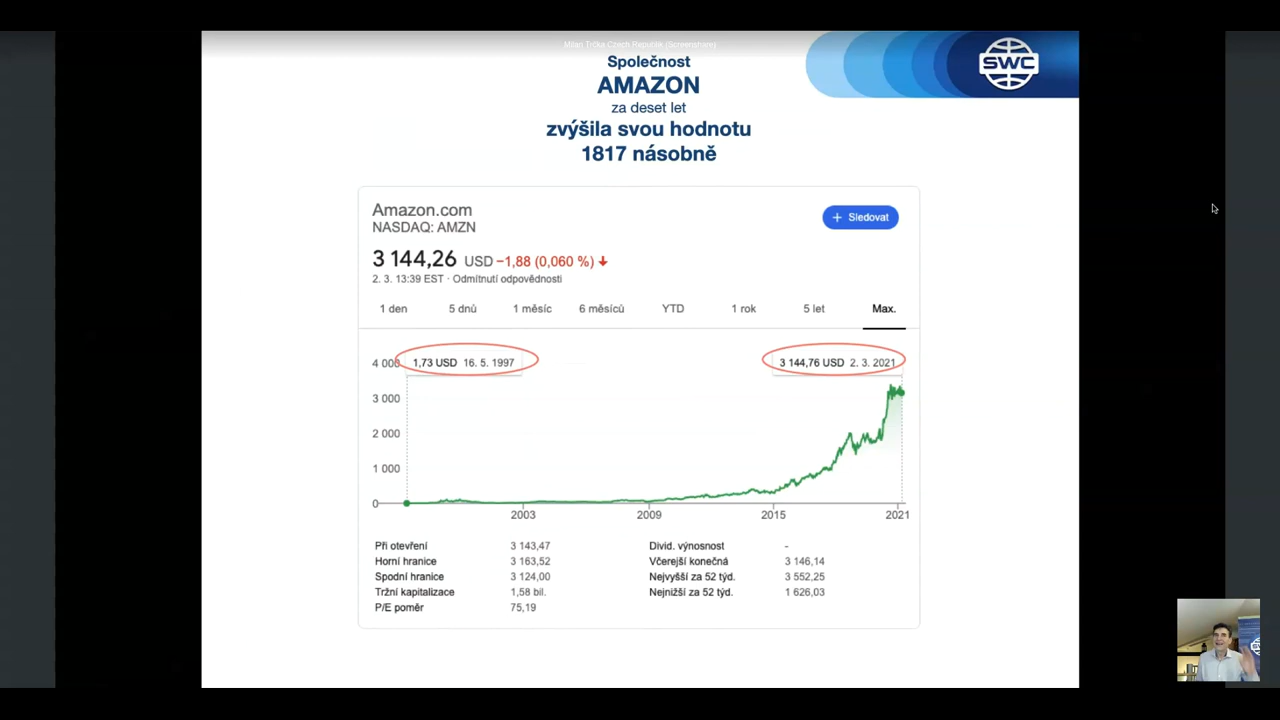 Milan Trčka Czech Republik (Screenshare)
Společnost
AMAZON
za deset let
zvýšila svou hodnotu
1817 násobně
SWC
Amazon.com
NASDAQ: AMZN
+ Sledovat
3 144,26 USD −1,88 (0,060 %) ↓
2. 3. 13:39 EST · Odmítnutí odpovědnosti
1 den 5 dnů 1 měsíc 6 měsíců YTD 1 rok 5 let Max.
4 000 1,73 USD 16. 5. 1997 3 144,76 USD 2. 3. 2021
3 000
2 000
1 000
0
2003 2009 2015 2021
Při otevření 3 143,47 Divid. výnosnost -
Horní hranice 3 163,52 Včerejší konečná 3 146,14
Spodní hranice 3 124,00 Nejvyšší za 52 týd. 3 552,25
Tržní kapitalizace 1,58 bil. Nejnižší za 52 týd. 1 626,03
P/E poměr 75,19